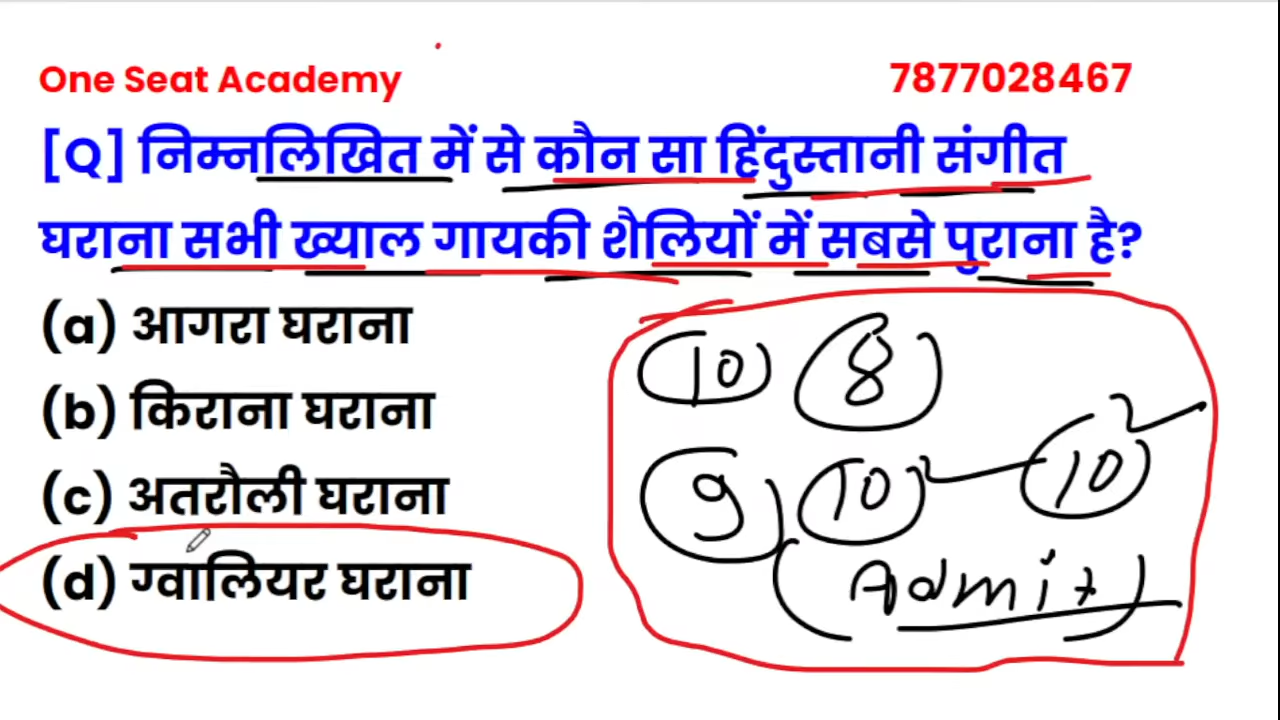 One Seat Academy 7877028467
[Q] निम्नलिखित में से कौन सा हिंदुस्तानी संगीत
घराना सभी ख्याल गायकी शैलियों में सबसे पुराना है?
(a) आगरा घराना
(b) किराना घराना
(c) अतरौली घराना
(d) ग्वालियर घराना
10 8
9 10 10
Admit